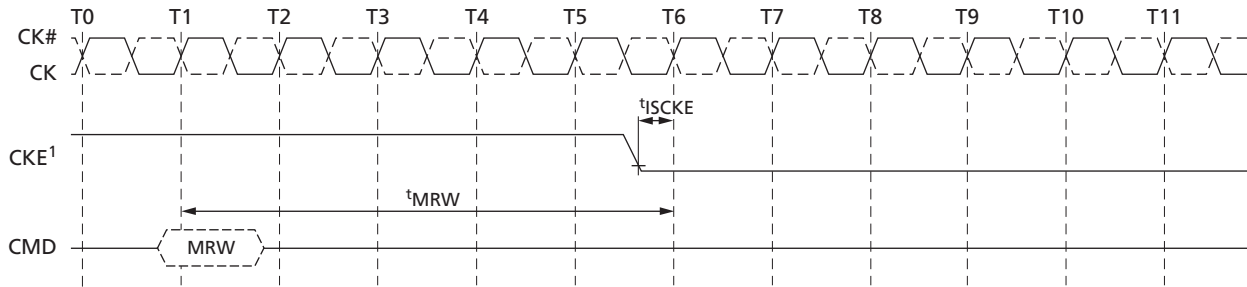 T0 T1 T2 T3 T4 T5 T6 T7 T8 T9 T10 T11
CK#
CK
tISCKE
CKE1
tMRW
CMD MRW